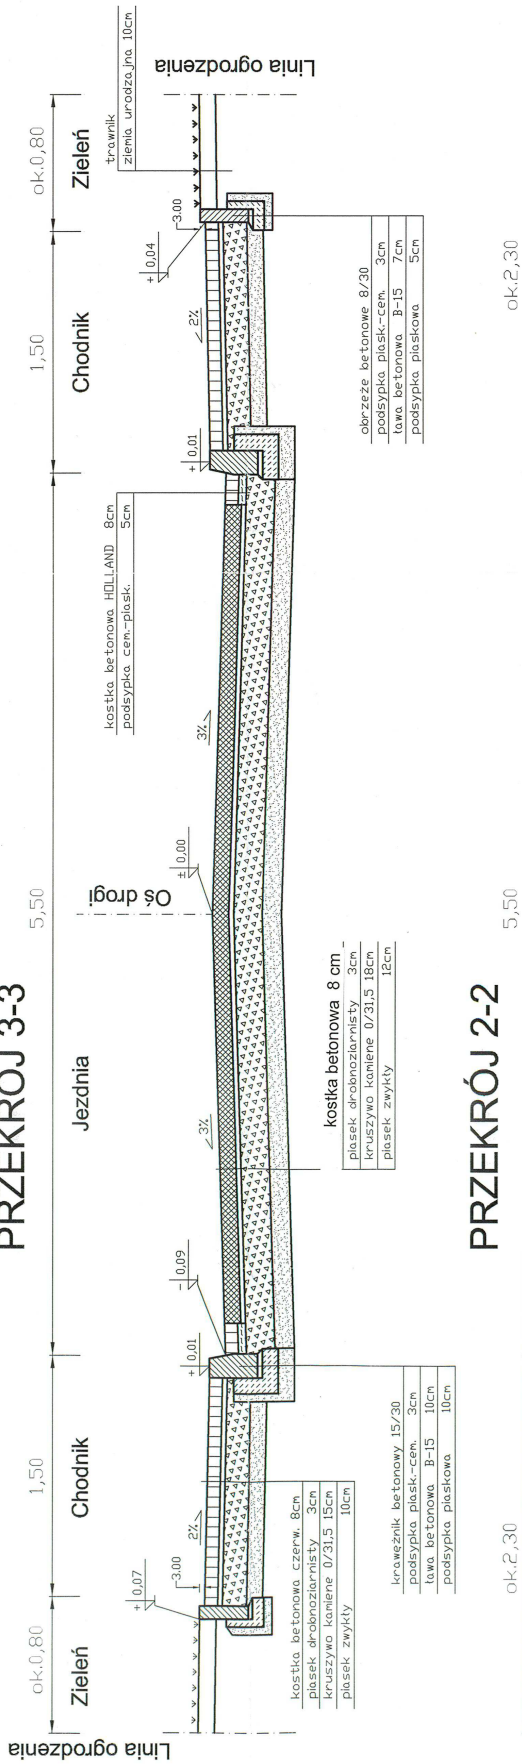 PRZEKRÓJ 3-3
ok.0,80
1,50
5,50
1,50
ok.0,80
Zieleń
Chodnik
Jezdnia
Chodnik
Zieleń
Linia ogrodzenia
Linia ogrodzenia
Oś drogi
trawnik
ziemia urodzajna 10cm
kostka betonowa HOLLAND 8cm
podsypka cem.-piask. 5cm
+ 0,07
3.00
2%
+ 0,01
- 0,09
3%
± 0,00
3%
+ 0,01
2%
+ 0,04
3.00
kostka betonowa czerw. 8cm
piasek drobnoziarnisty 3cm
kruszywo kamiene 0/31,5 15cm
piasek zwykły 10cm
krawężnik betonowy 15/30
podsypka piask.-cem. 3cm
ława betonowa B-15 10cm
podsypka piaskowa 10cm
kostka betonowa 8 cm
piasek drobnoziarnisty 3cm
kruszywo kamiene 0/31,5 18cm
piasek zwykły 12cm
obrzeże betonowe 8/30
podsypka piask.-cem. 3cm
ława betonowa B-15 7cm
podsypka piaskowa 5cm
PRZEKRÓJ 2-2
ok.2,30
5,50
ok.2,30